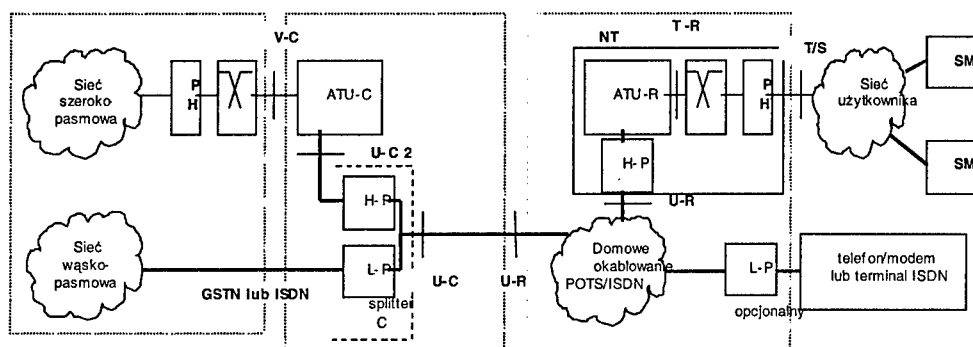 V-C
T-R
NT
T/S
Sieć
szeroko-
pasmowa
P
H
ATU-C
ATU-R
P
H
Sieć
użytkownika
SM
SM
U-C 2
H-P
H-P
U-R
Sieć
wąsko-
pasmowa
GSTN lub ISDN
L-P
splitter
C
U-C
U-R
Domowe
okablowanie
POTS/ISDN
L-P
opcjonalny
telefon/modem
lub terminal ISDN